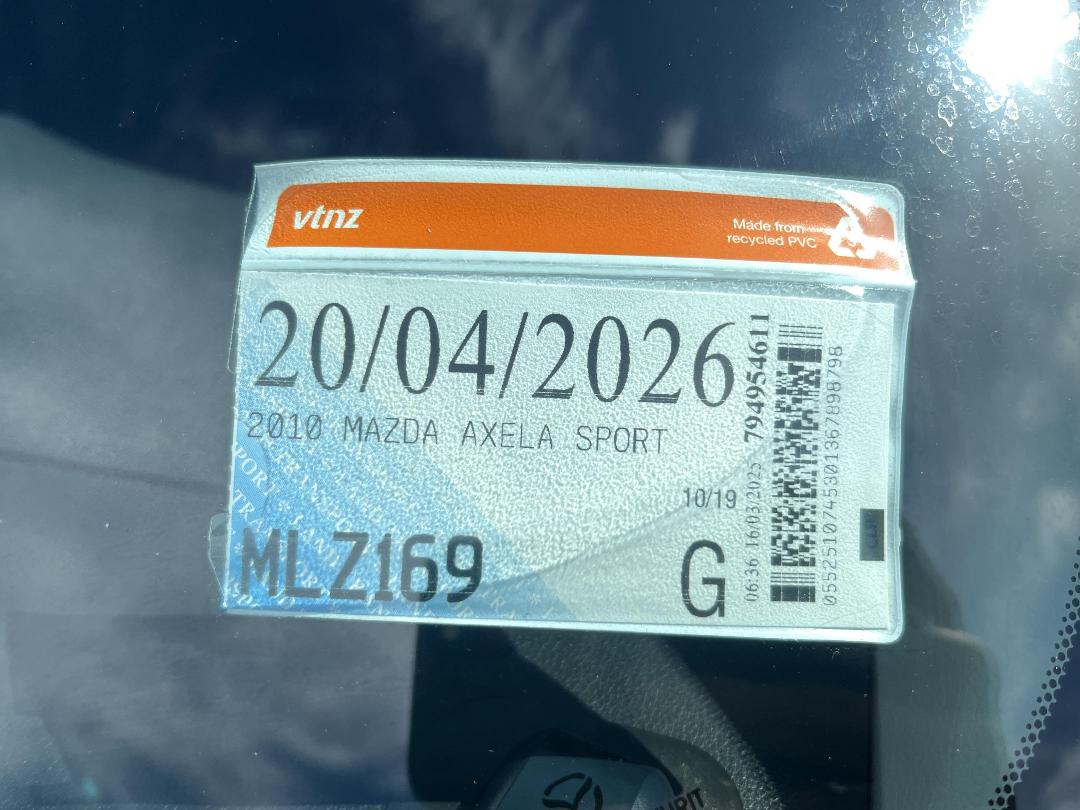 vtnz
Made from
recycled PVC
20/04/2026
2010 MAZDA AXELA SPORT
10/19
MLZ169
G
06:36 16/03/2025 794954611
0552510745301367898798